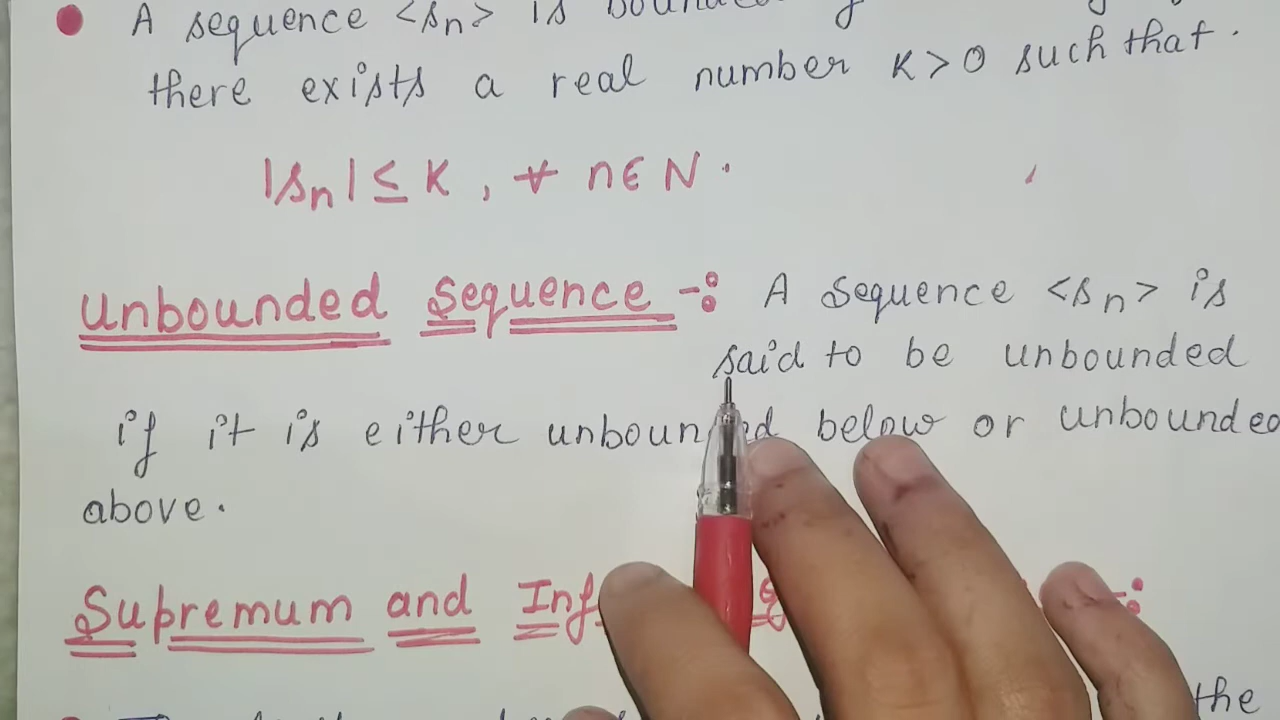 A sequence <sn> is
there exists a real number K>0 such that.
|sn| ≤ K, ∀ n∈N.
Unbounded Sequence -: A sequence <sn> is
said to be unbounded
if it is either unbounded below or unbounded
above.
Supremum and
the